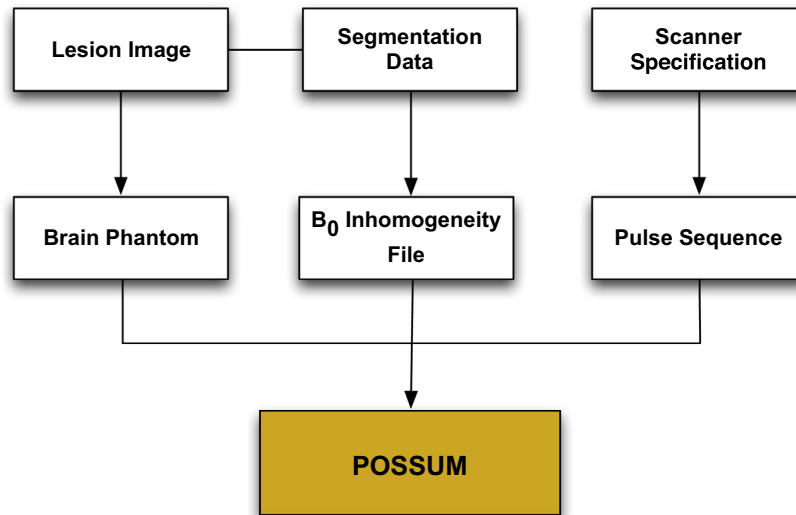 Lesion Image
Segmentation
Data
Scanner
Specification
Brain Phantom
B0 Inhomogeneity
File
Pulse Sequence
POSSUM